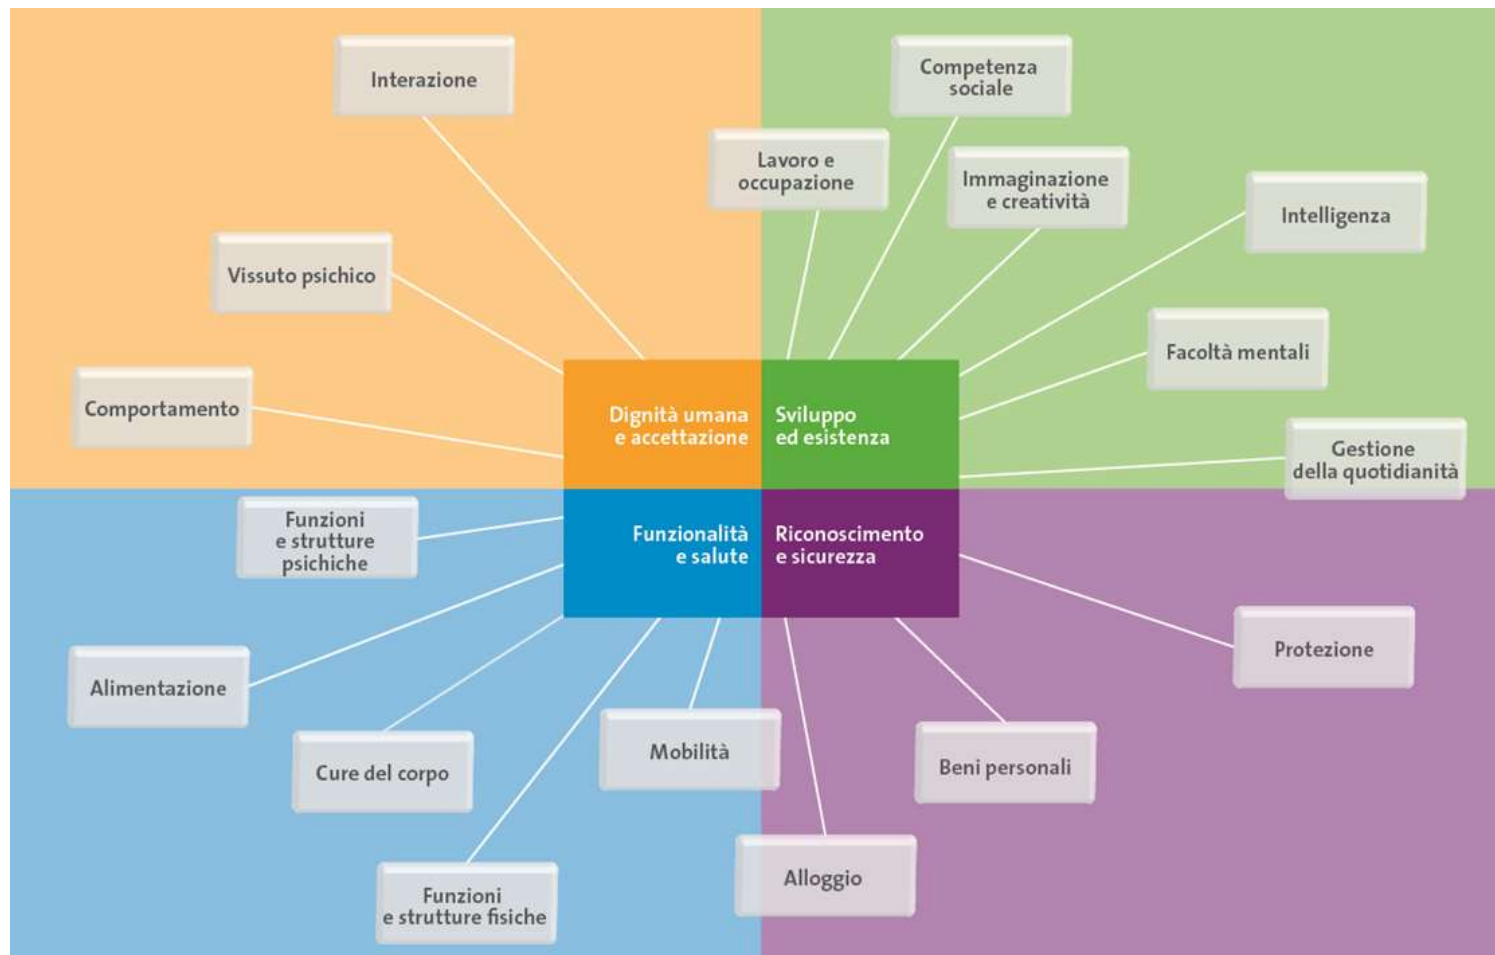 Interazione
Competenza
sociale
Lavoro e
occupazione
Immaginazione
e creatività
Intelligenza
Vissuto psichico
Facoltà mentali
Comportamento
Dignità umana
e accettazione
Sviluppo
ed esistenza
Gestione
della quotidianità
Funzioni
e strutture
psichiche
Funzionalità
e salute
Riconoscimento
e sicurezza
Protezione
Alimentazione
Cure del corpo
Mobilità
Beni personali
Alloggio
Funzioni
e strutture fisiche